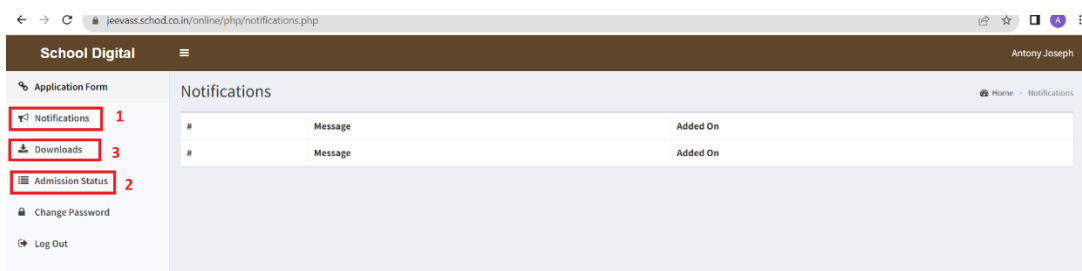 jeevass.schod.co.in/online/php/notifications.php
A
School Digital
Antony Joseph
Application Form
Notifications
Home > Notifications
Notifications 1
# Message Added On
Downloads 3
# Message Added On
Admission Status 2
Change Password
Log Out